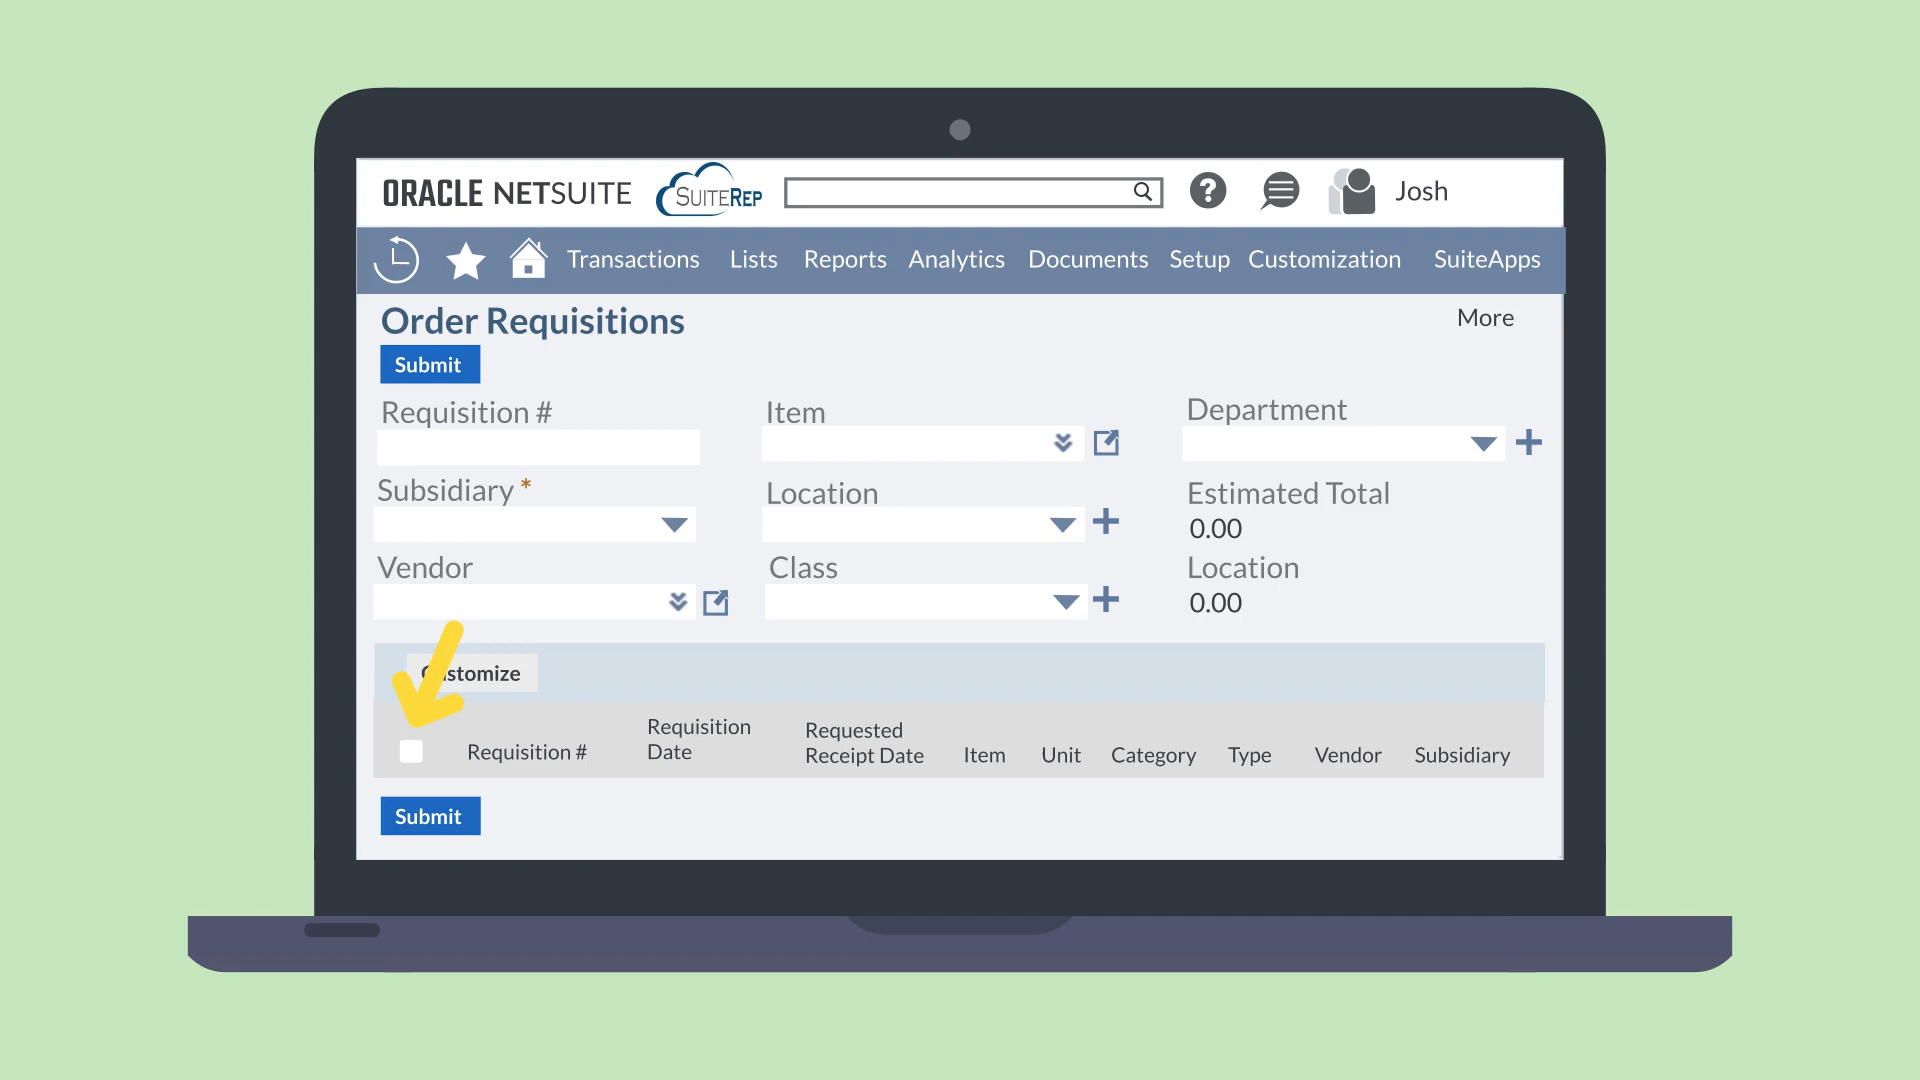 ORACLE NETSUITE SUITEREP Josh
Transactions Lists Reports Analytics Documents Setup Customization SuiteApps
Order Requisitions More
Submit
Requisition # Item Department
Subsidiary * Location Estimated Total
0.00
Vendor Class Location
0.00
Requisition
Date
Requested
Receipt Date
Requisition # Item Unit Category Type Vendor Subsidiary
Submit